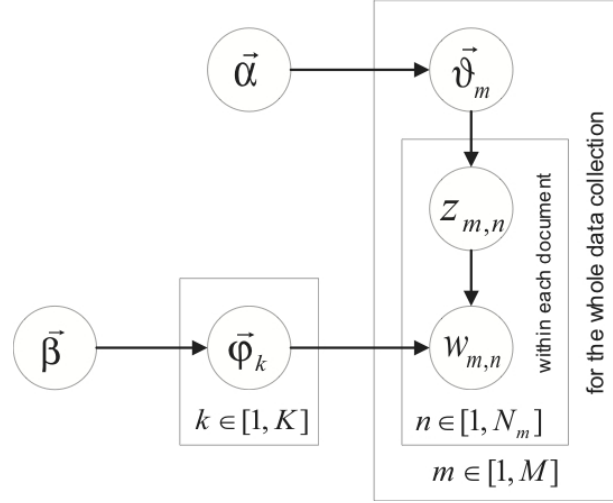 α⃗
ϑ⃗_m
z_{m,n}
within each document
for the whole data collection
β⃗
φ⃗_k
w_{m,n}
k ∈ [1, K]
n ∈ [1, N_m]
m ∈ [1, M]